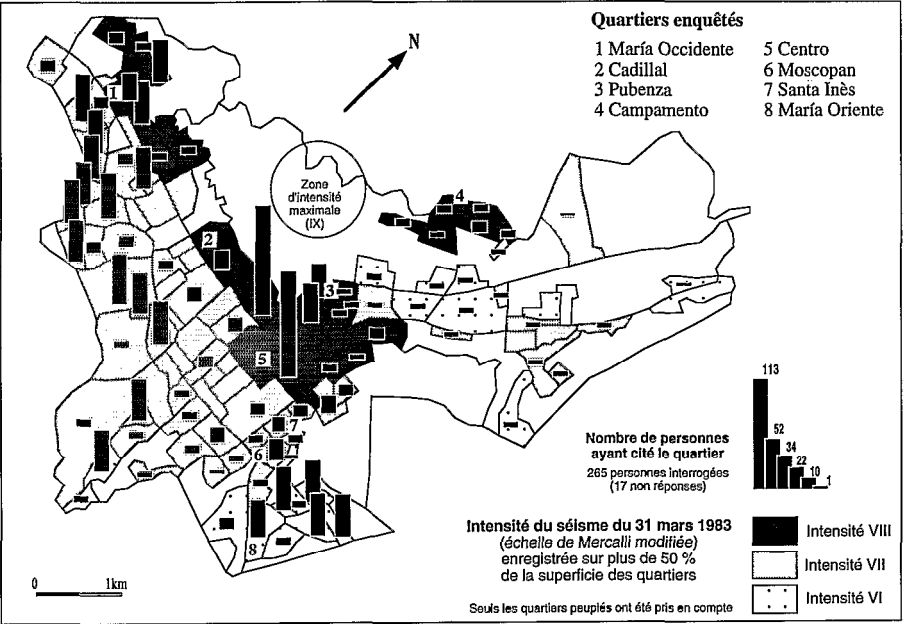 Quartiers enquêtés
1 María Occidente
2 Cadillal
3 Pubenza
4 Campamento
5 Centro
6 Moscopan
7 Santa Inès
8 María Oriente
N
Zone
d'intensité
maximale
(IX)
1
2
3
4
5
6
7
8
113
52
34
22
10
1
Nombre de personnes
ayant cité le quartier
265 personnes interrogées
(17 non réponses)
Intensité du séisme du 31 mars 1983
(échelle de Mercalli modifiée)
enregistrée sur plus de 50 %
de la superficie des quartiers
Seuls les quartiers peuplés ont été pris en compte
Intensité VIII
Intensité VII
Intensité VI
0 1km